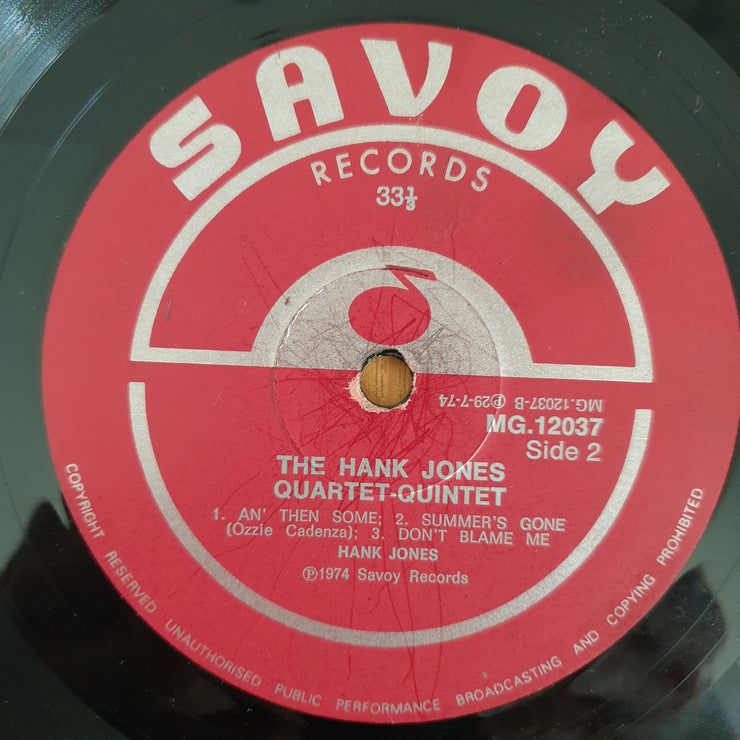 SAVOY
RECORDS
33⅓
MG.12037-B ℗29-7-74
MG.12037
Side 2
THE HANK JONES
QUARTET-QUINTET
1. AN' THEN SOME; 2. SUMMER'S GONE
(Ozzie Cadenza); 3. DON'T BLAME ME
HANK JONES
℗1974 Savoy Records
COPYRIGHT RESERVED UNAUTHORISED PUBLIC PERFORMANCE BROADCASTING AND COPYING PROHIBITED